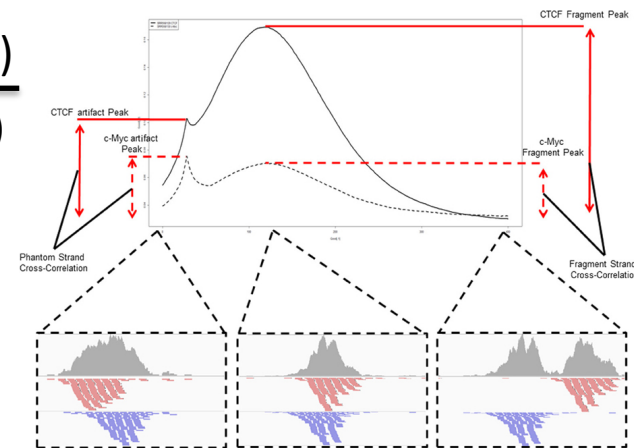 )
)
CTCF Fragment Peak
CTCF artifact Peak
c-Myc artifact
Peak
c-Myc
Fragment Peak
Phantom Strand
Cross-Correlation
Fragment Strand
Cross-Correlation